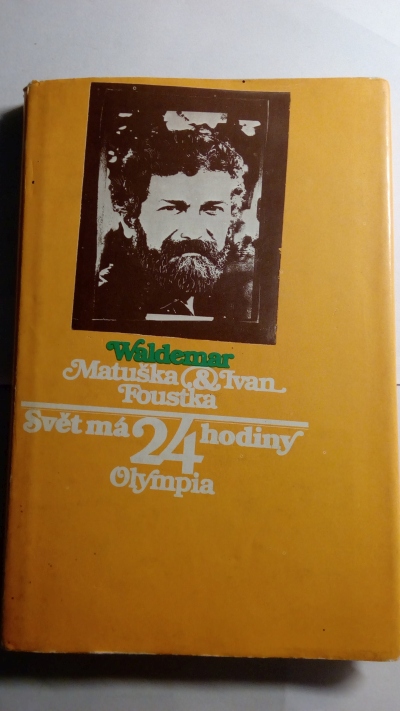 Waldemar
Matuška & Ivan
Foustka
Svět má 24 hodiny
Olympia